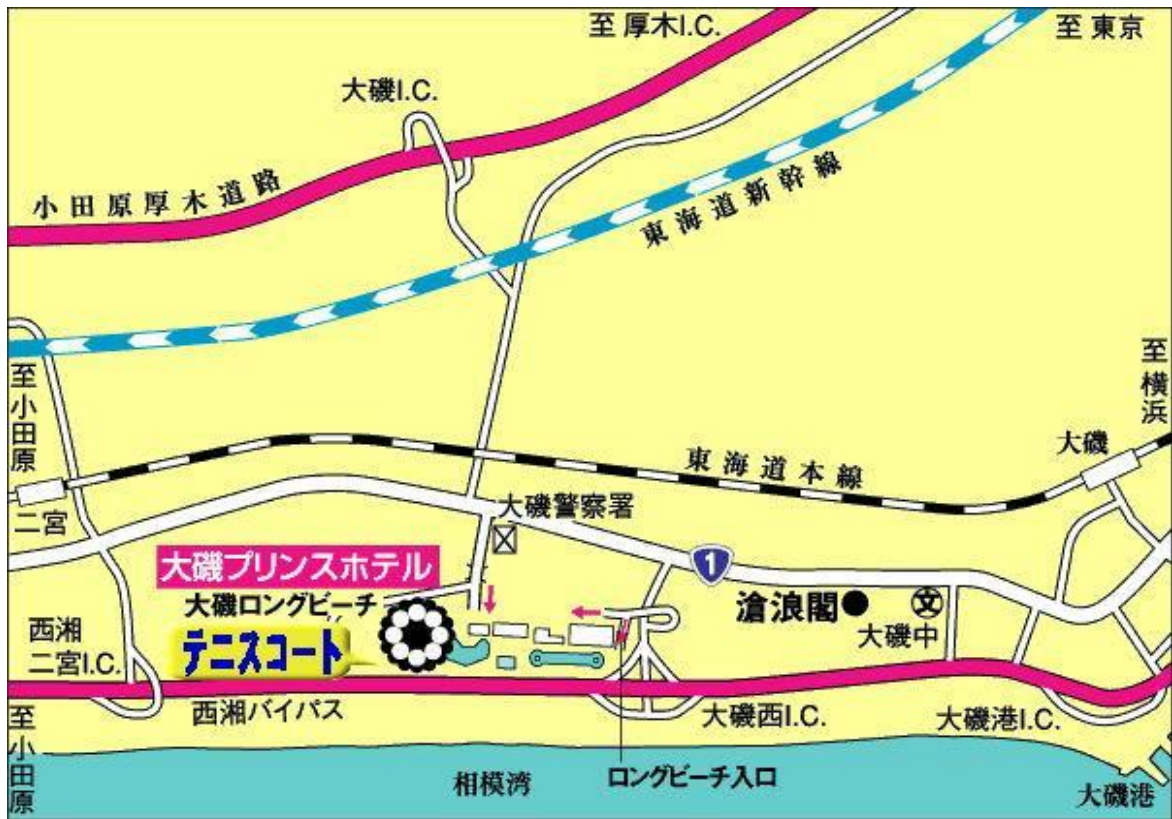 至 厚木I.C.
至 東京
大磯I.C.
小田原厚木道路
東海道新幹線
至小田原
至横浜
大磯
東海道本線
二宮
大磯警察署
大磯プリンスホテル
1
大磯ロングビーチ
滄浪閣
文
大磯中
テニスコート
西湘
二宮I.C.
西湘バイパス
大磯西I.C.
大磯港I.C.
至小田原
相模湾
ロングビーチ入口
大磯港